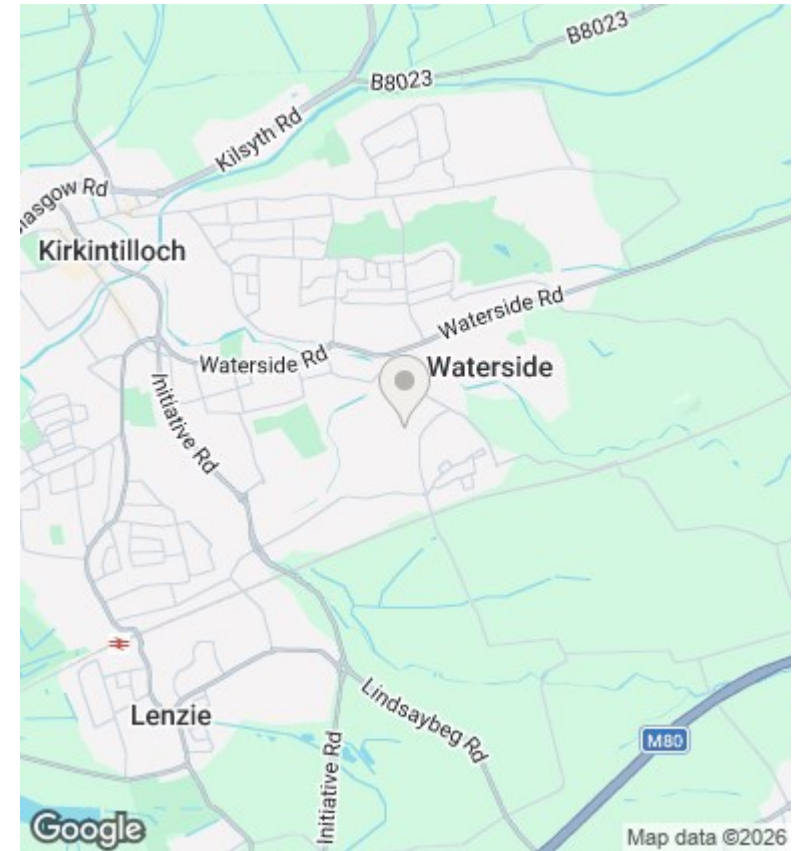 B8023
B8023
Kilsyth Rd
lasgow Rd
Kirkintilloch
Waterside Rd
Waterside Rd
Waterside
Initiative Rd
Lenzie
Lindsaybeg Rd
Initiative Rd
M80
Google
Map data ©2026